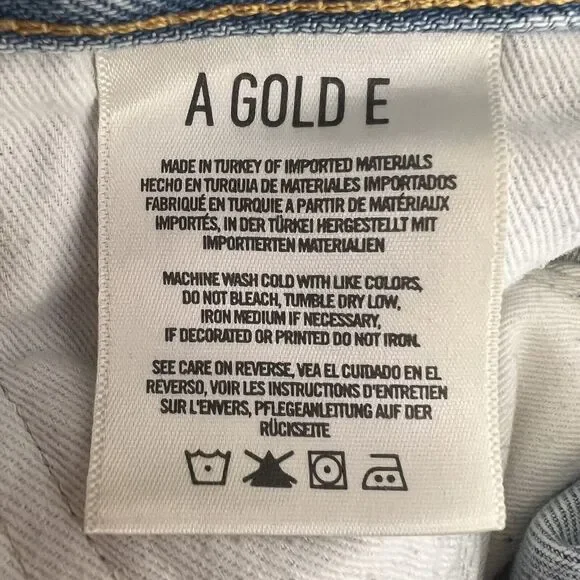 A GOLD E
MADE IN TURKEY OF IMPORTED MATERIALS
HECHO EN TURQUIA DE MATERIALES IMPORTADOS
FABRIQUÉ EN TURQUIE A PARTIR DE MATÉRIAUX
IMPORTÉS, IN DER TÜRKEI HERGESTELLT MIT
IMPORTIERTEN MATERIALIEN
MACHINE WASH COLD WITH LIKE COLORS,
DO NOT BLEACH, TUMBLE DRY LOW,
IRON MEDIUM IF NECESSARY,
IF DECORATED OR PRINTED DO NOT IRON.
SEE CARE ON REVERSE, VEA EL CUIDADO EN EL
REVERSO, VOIR LES INSTRUCTIONS D'ENTRETIEN
SUR L'ENVERS, PFLEGEANLEITUNG AUF DER
RÜCKSEITE